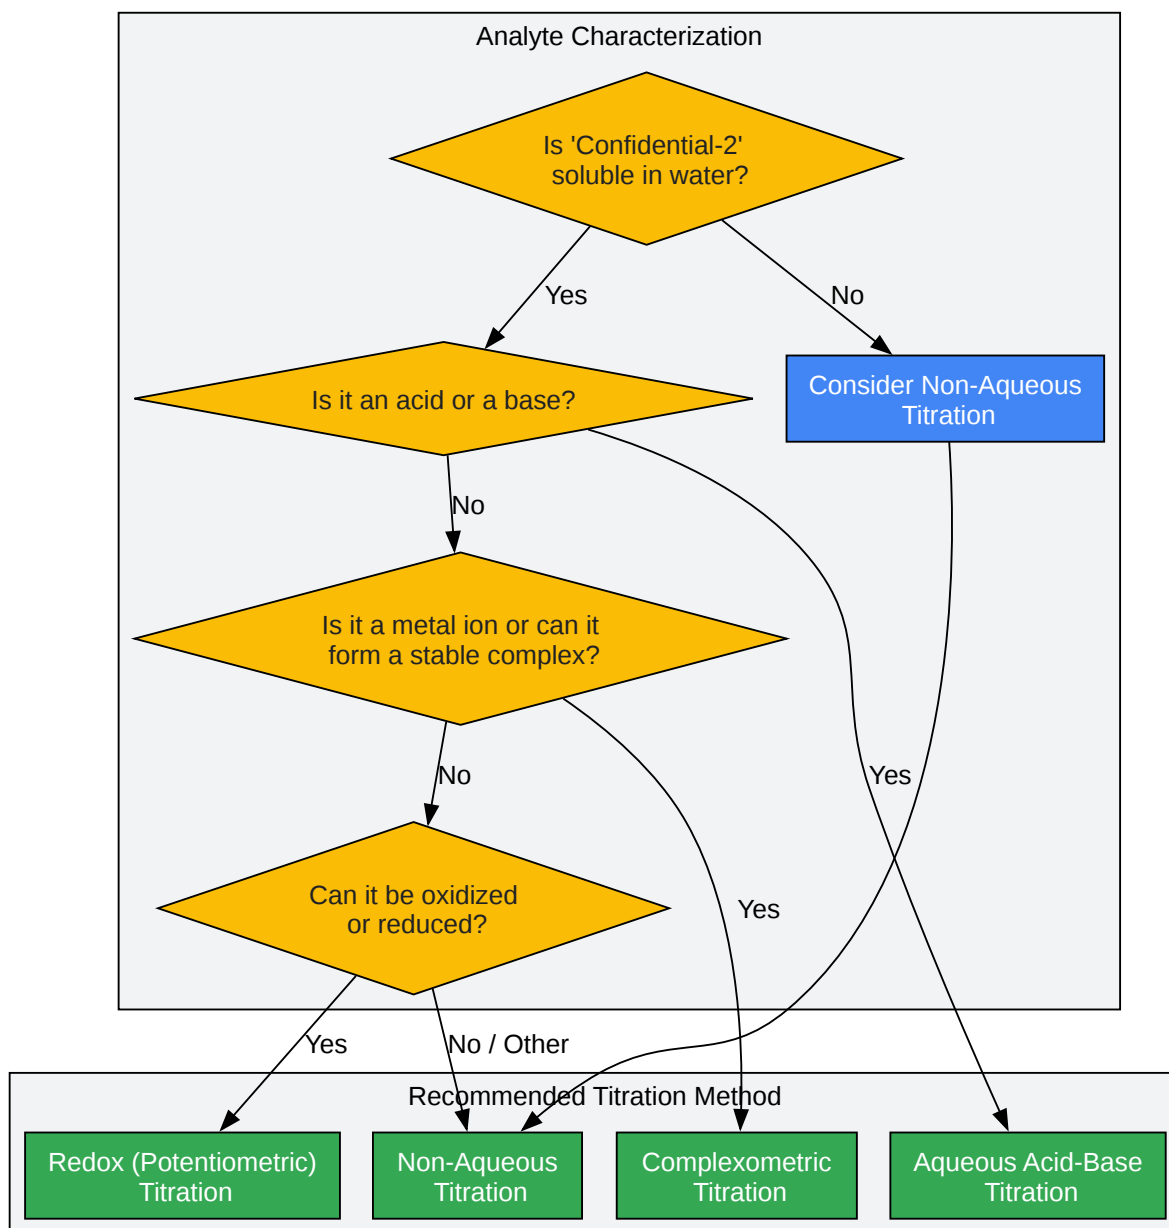 Analyte Characterization
Is 'Confidential-2'
soluble in water?
Yes
No
Is it an acid or a base?
Consider Non-Aqueous
Titration
No
Is it a metal ion or can it
form a stable complex?
No
Yes
Can it be oxidized
or reduced?
Yes
Yes
No / Other
Recommended Titration Method
Redox (Potentiometric)
Titration
Non-Aqueous
Titration
Complexometric
Titration
Aqueous Acid-Base
Titration